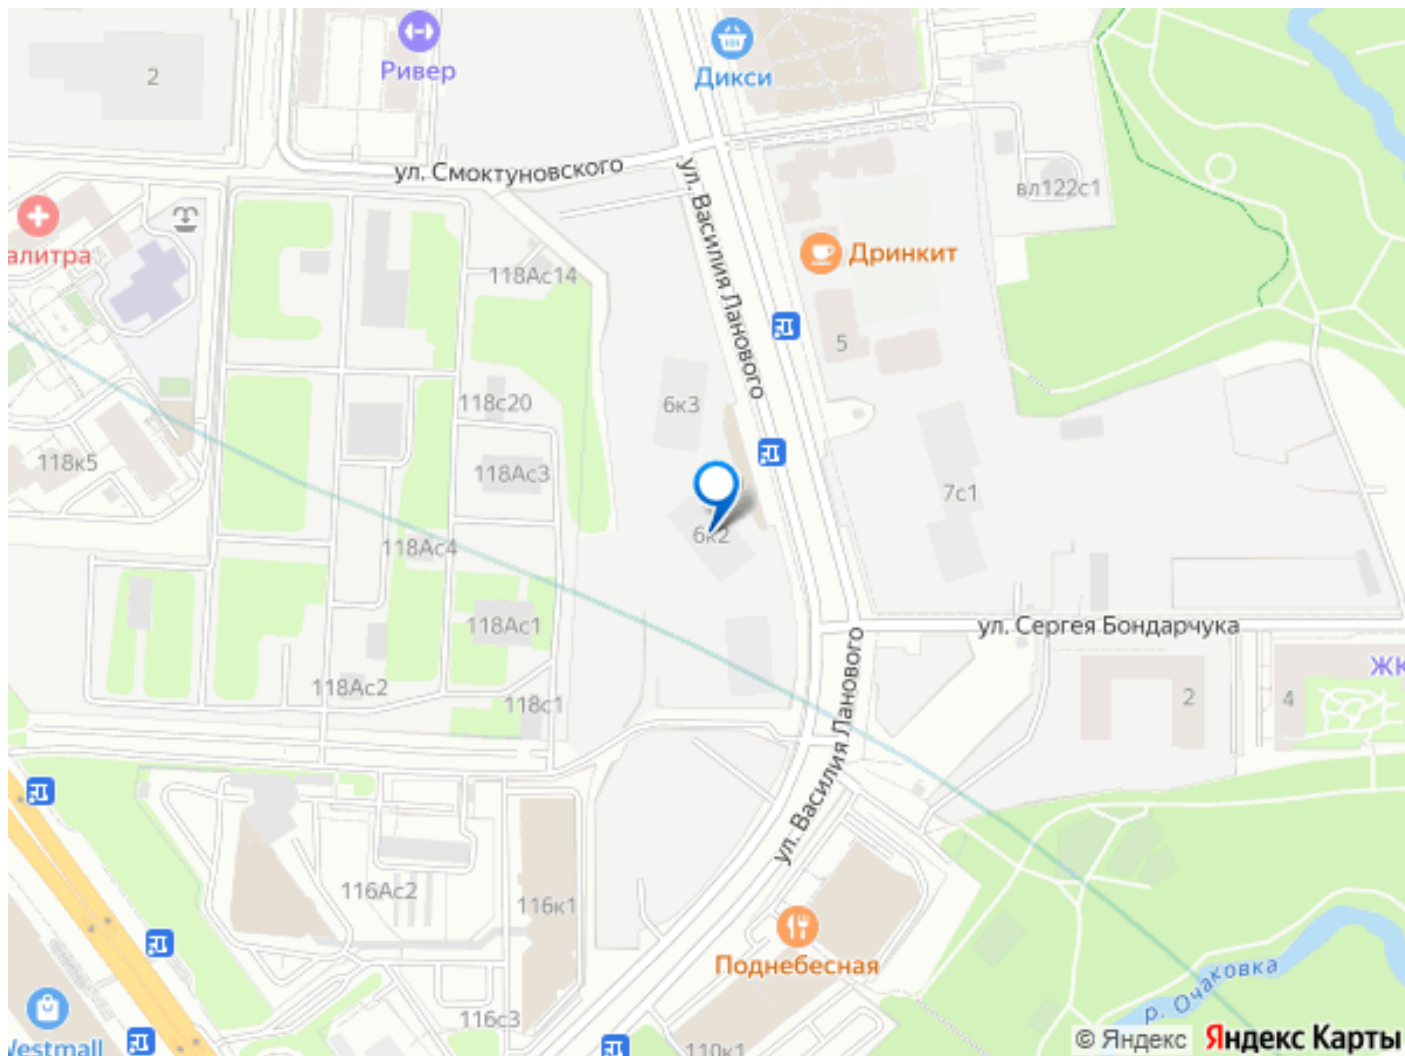 2
Ривер
Дикси
ул. Смоктуновского
вл122с1
алитра
ул. Василия Ланового
Дринкит
118Ас14
5
118с20
6к3
118к5
118Ас3
7с1
6к2
118Ас4
118Ас1
ул. Сергея Бондарчука
ЖК
118Ас2
118с1
2
4
ул. Василия Ланового
116Ас2
116к1
Поднебесная
р. Очаковка
116с3
Westmall
110к1
© Яндекс Яндекс Карты